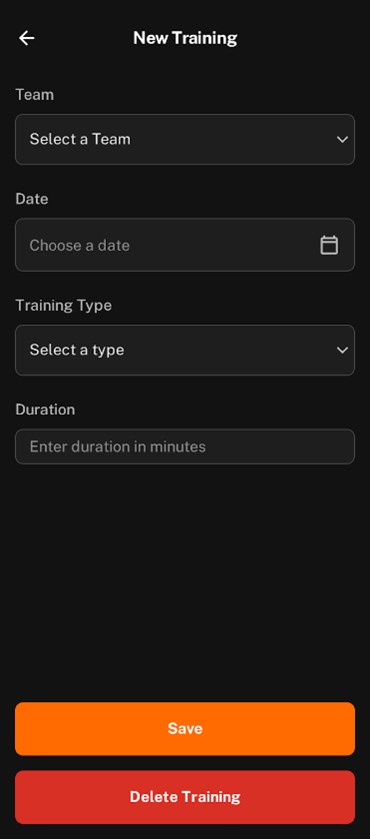 New Training
Team
Select a Team
Date
Choose a date
Training Type
Select a type
Duration
Enter duration in minutes
Save
Delete Training